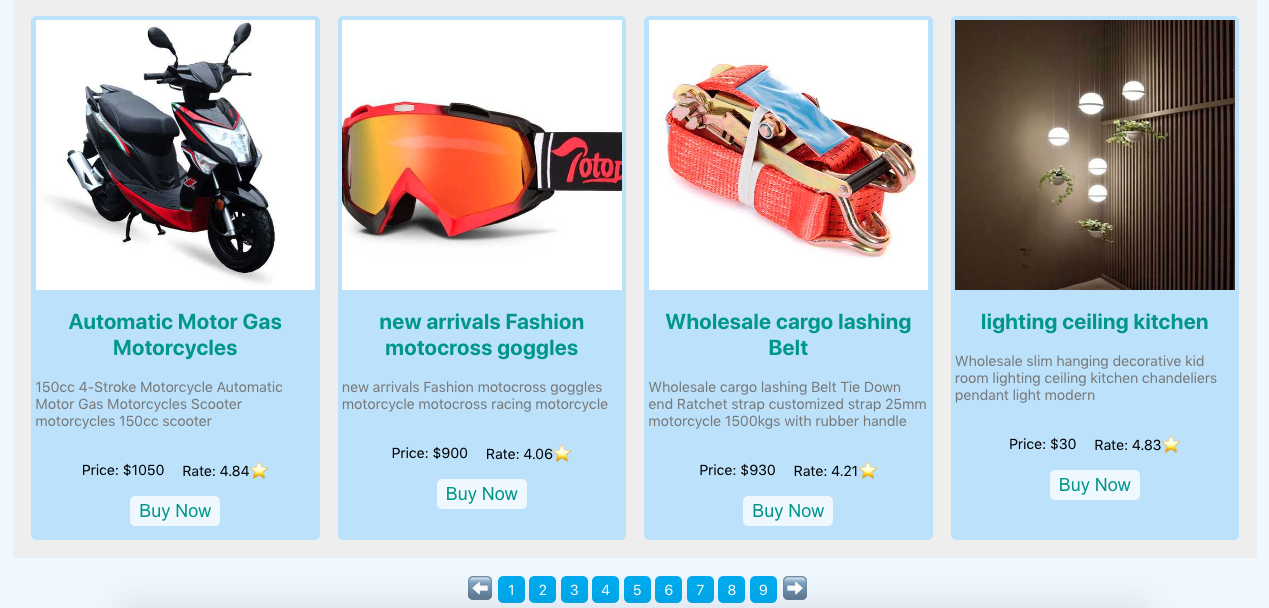 Automatic Motor Gas
Motorcycles
150cc 4-Stroke Motorcycle Automatic
Motor Gas Motorcycles Scooter
motorcycles 150cc scooter
Price: $1050 Rate: 4.84⭐
Buy Now
new arrivals Fashion
motocross goggles
new arrivals Fashion motocross goggles
motorcycle motocross racing motorcycle
Price: $900 Rate: 4.06⭐
Buy Now
Wholesale cargo lashing
Belt
Wholesale cargo lashing Belt Tie Down
end Ratchet strap customized strap 25mm
motorcycle 1500kgs with rubber handle
Price: $930 Rate: 4.21⭐
Buy Now
lighting ceiling kitchen
Wholesale slim hanging decorative kid
room lighting ceiling kitchen chandeliers
pendant light modern
Price: $30 Rate: 4.83⭐
Buy Now
⬅️ 1 2 3 4 5 6 7 8 9 ➡️